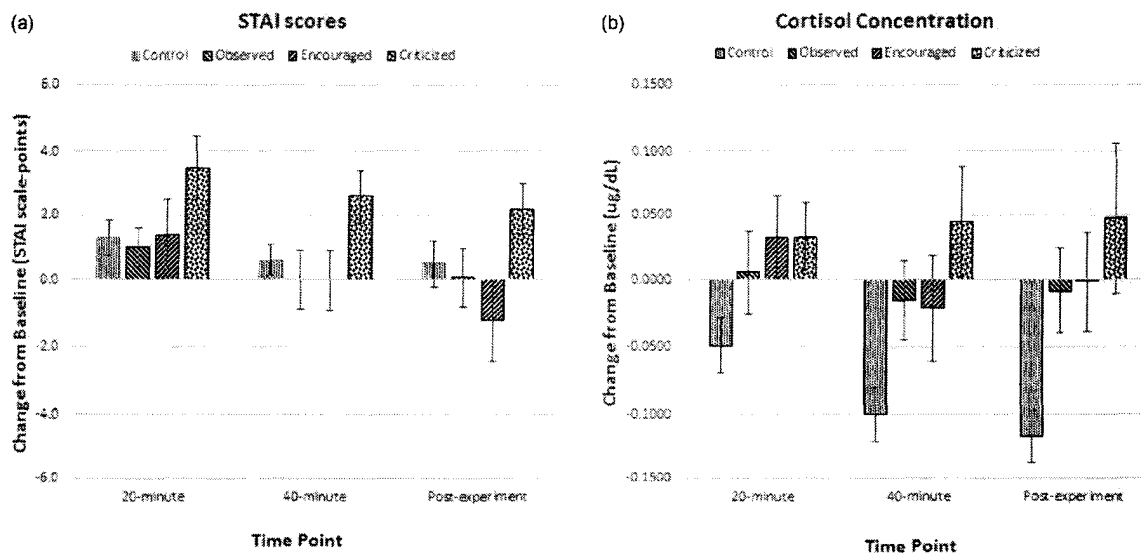 (a)
STAI scores
Control Observed Encouraged Criticized
Change from Baseline (STAI scale-points)
6.0
4.0
2.0
0.0
-2.0
-4.0
-6.0
20-minute 40-minute Post-experiment
Time Point
(b)
Cortisol Concentration
Control Observed Encouraged Criticized
Change from Baseline (ug/dL)
0.1500
0.1000
0.0500
0.0000
-0.0500
-0.1000
-0.1500
20-minute 40-minute Post-experiment
Time Point